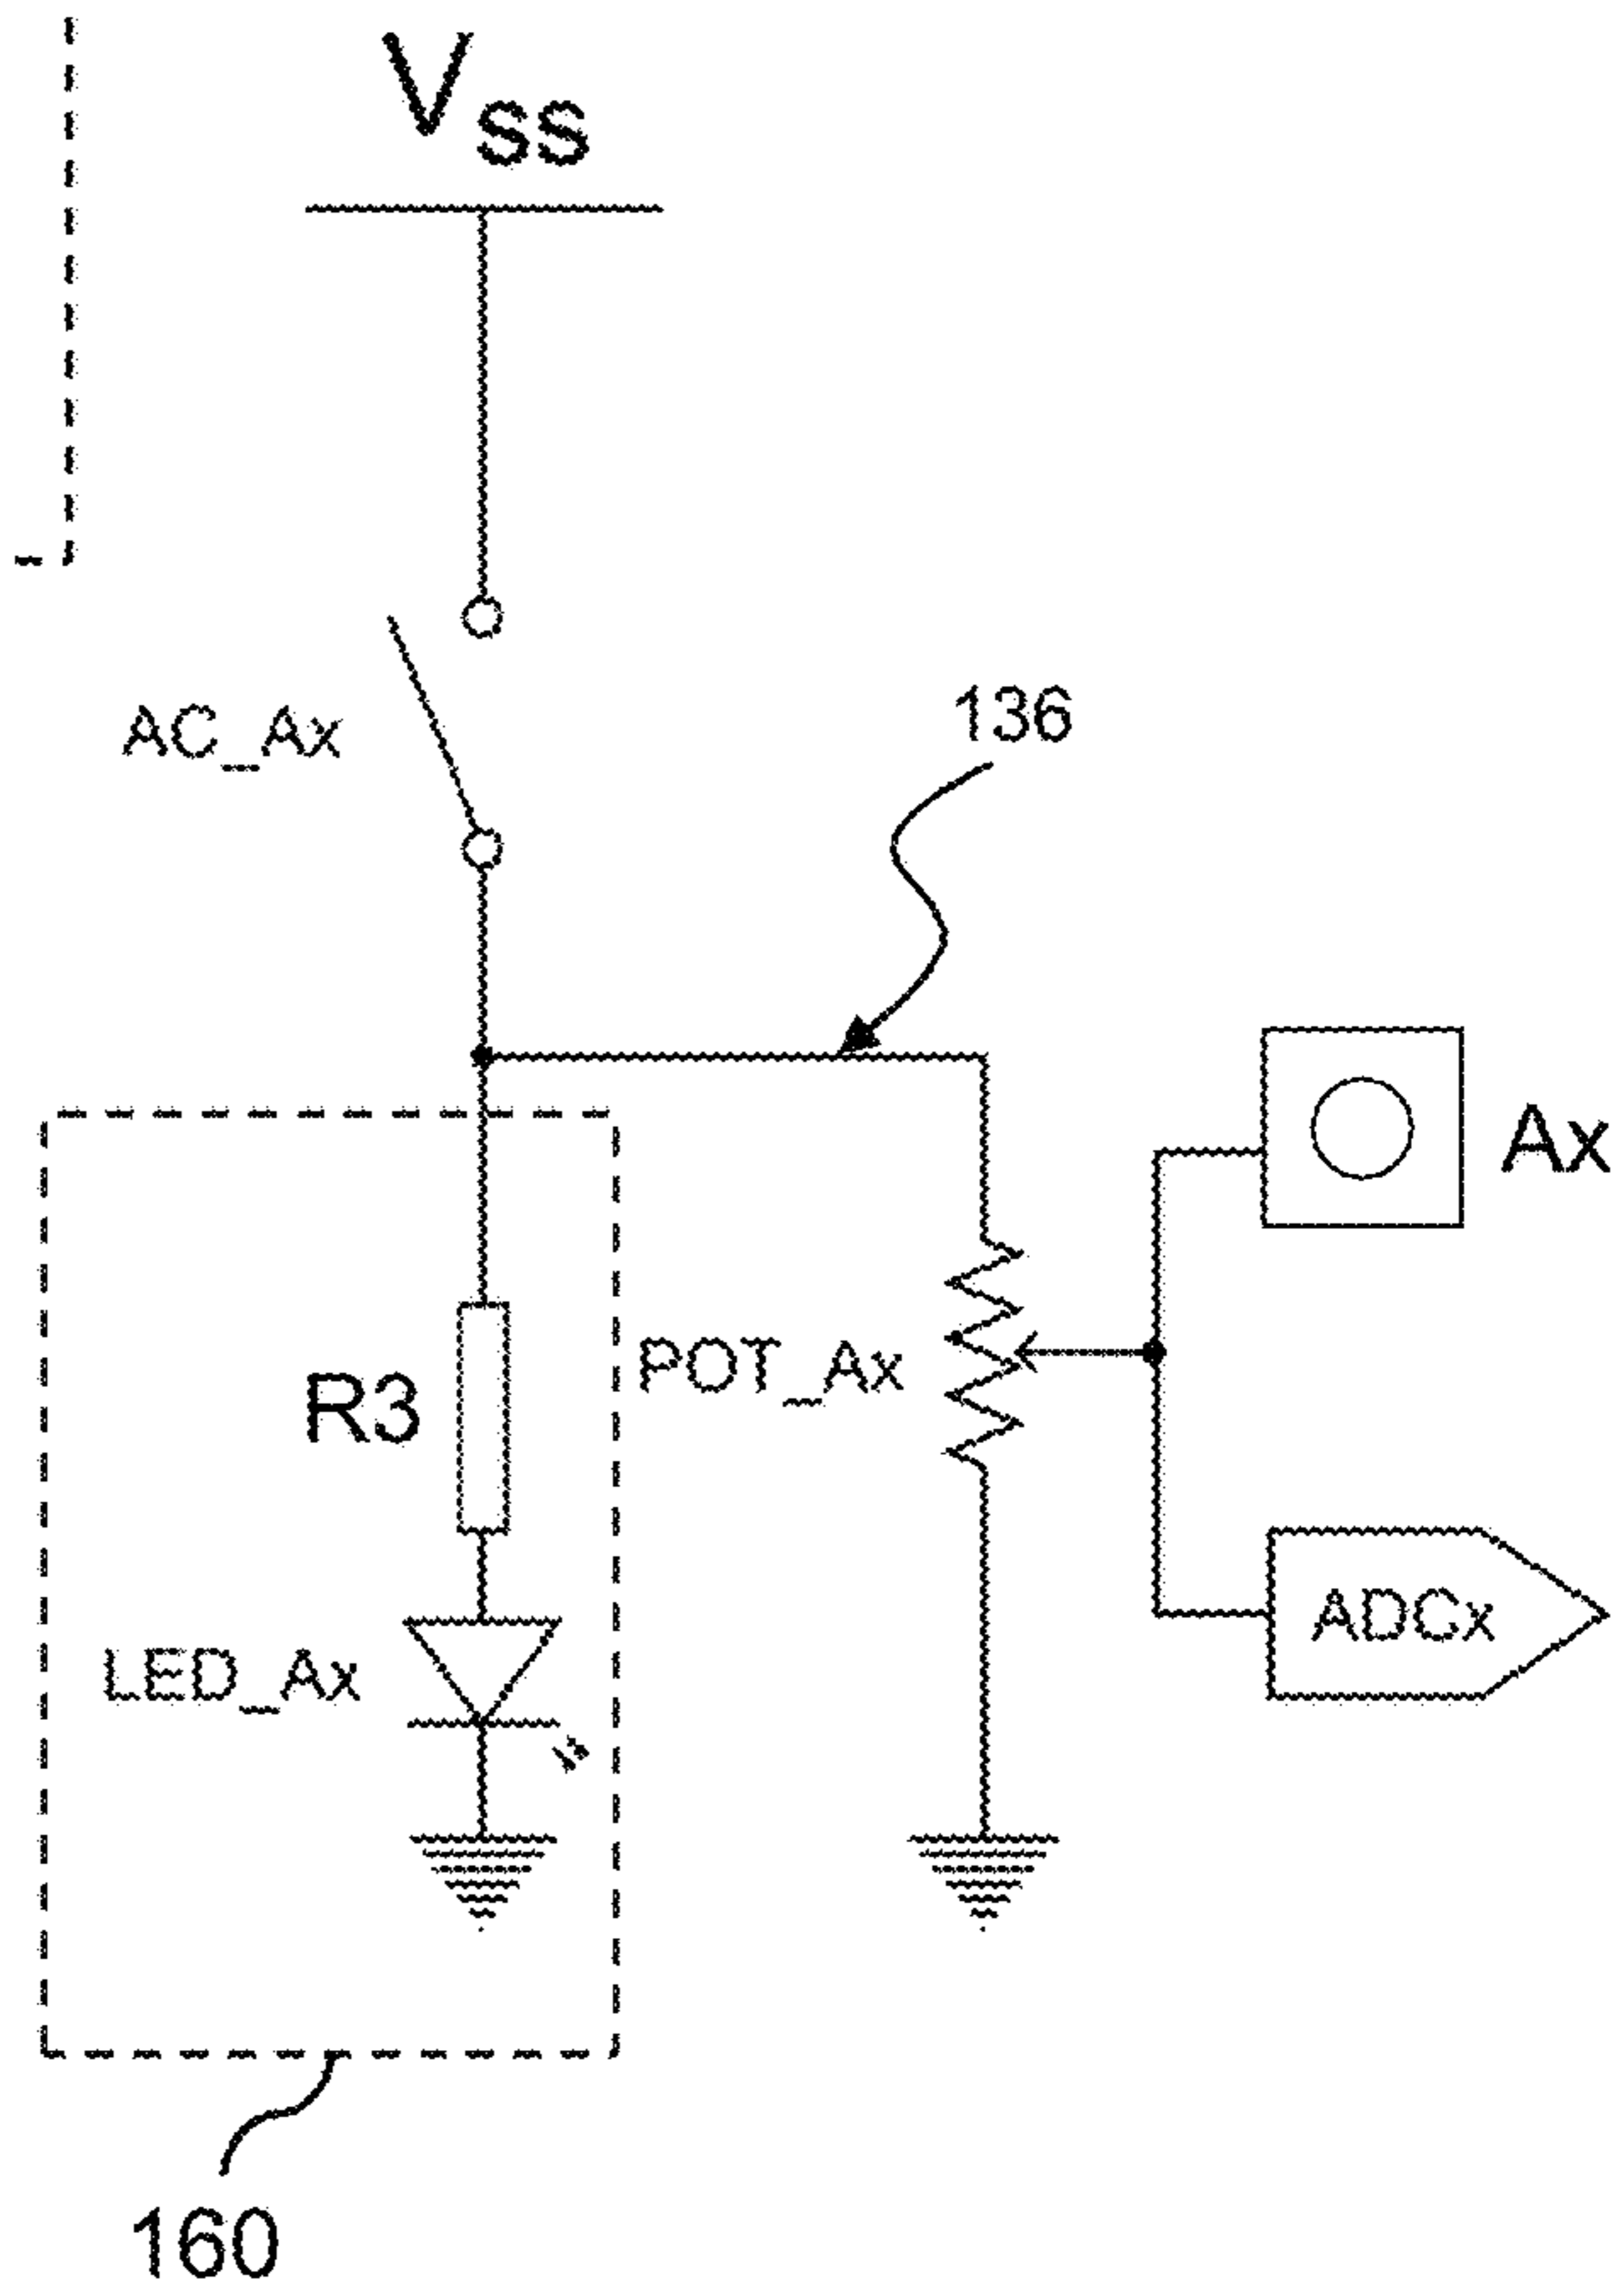 VSS
AC_Ax
136
Ax
POT_Ax
R3
ADCx
LED_Ax
160